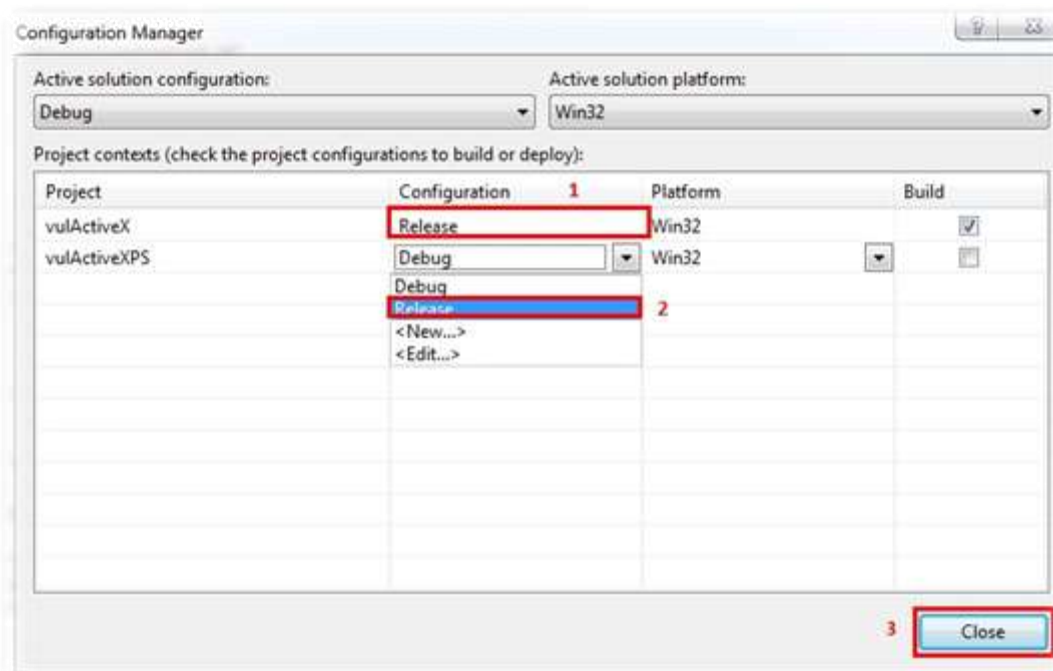 Configuration Manager
Active solution configuration: Active solution platform:
Debug Win32
Project contexts (check the project configurations to build or deploy):
Project Configuration 1 Platform Build
vulActiveX Release Win32
vulActiveXPS Debug Win32
Debug
Release 2
<New...>
<Edit...>
3 Close